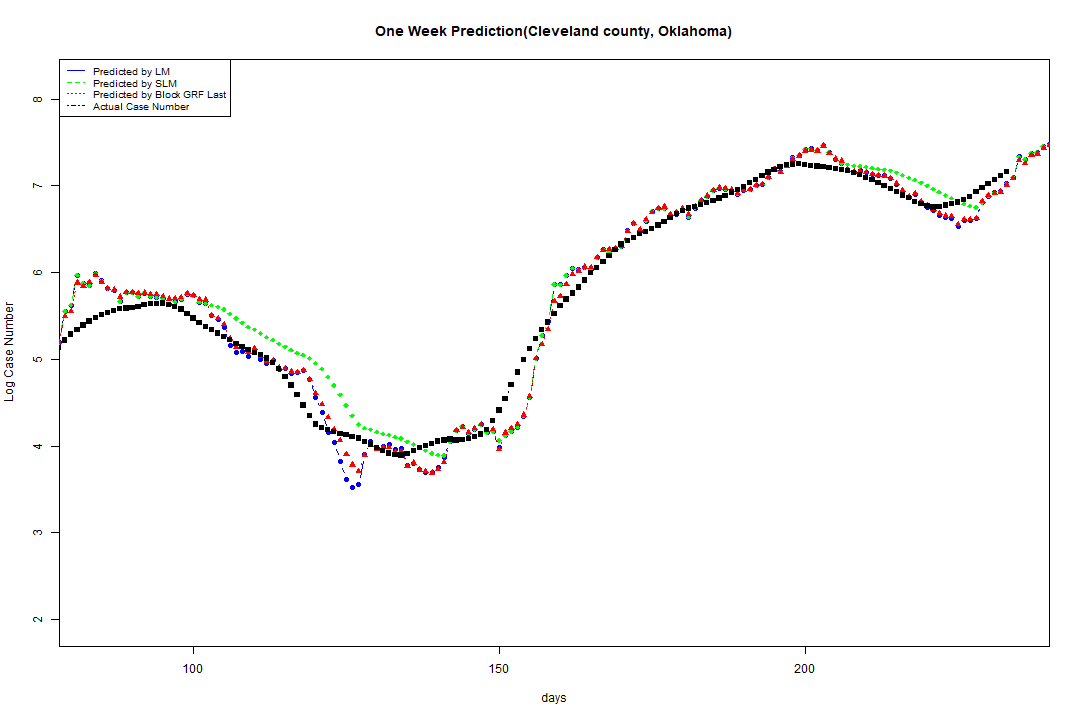 One Week Prediction(Cleveland county, Oklahoma)
Predicted by LM
Predicted by SLM
Predicted by Block GRF Last
Actual Case Number
8
7
6
5
4
3
2
Log Case Number
100 150 200
days